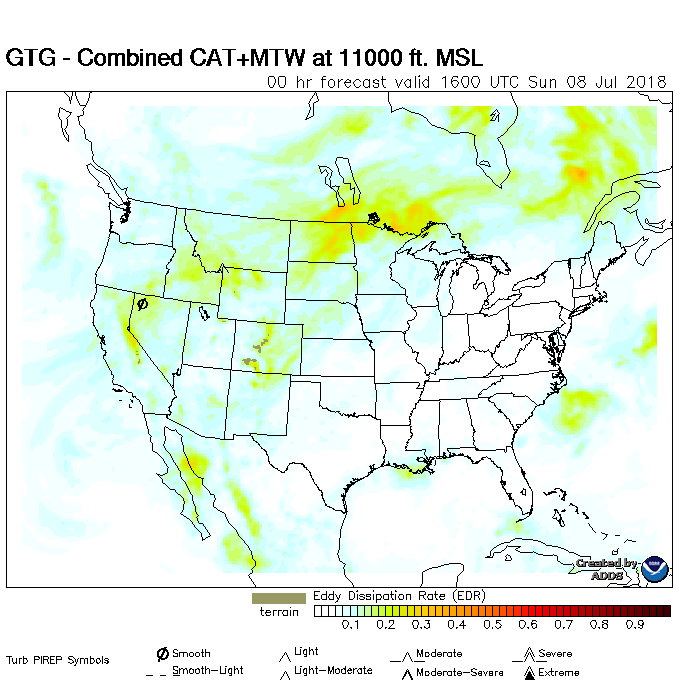 GTG - Combined CAT+MTW at 11000 ft. MSL
00 hr forecast valid 1600 UTC Sun 08 Jul 2018
Created by
ADDS
Eddy Dissipation Rate (EDR)
terrain
0.1 0.2 0.3 0.4 0.5 0.6 0.7 0.8 0.9
Turb PIREP Symbols
Smooth Light Moderate Severe
Smooth-Light Light-Moderate Moderate-Severe Extreme